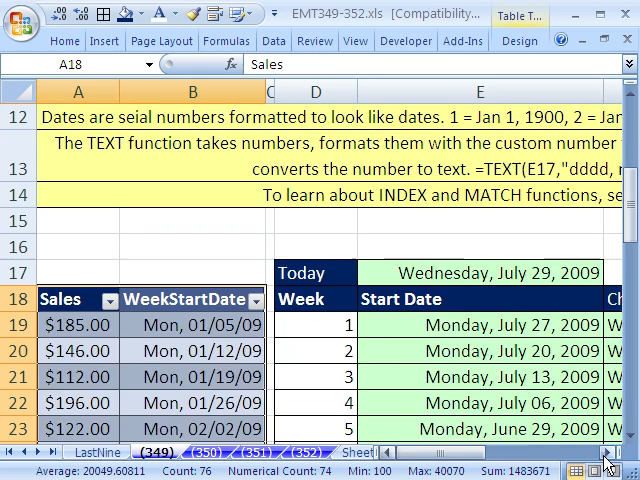 EMT349-352.xls [Compatibility... Table T...
Home Insert Page Layout Formulas Data Review View Developer Add-Ins Design
A18 fx Sales
A B C D E
12 Dates are seial numbers formatted to look like dates. 1 = Jan 1, 1900, 2 = Jan
The TEXT function takes numbers, formats them with the custom number
13 converts the number to text. =TEXT(E17,"dddd,
14 To learn about INDEX and MATCH functions, se
15
16
17 Today Wednesday, July 29, 2009
18 Sales WeekStartDate Week Start Date Ch
19 $185.00 Mon, 01/05/09 1 Monday, July 27, 2009 W
20 $146.00 Mon, 01/12/09 2 Monday, July 20, 2009 W
21 $112.00 Mon, 01/19/09 3 Monday, July 13, 2009 W
22 $196.00 Mon, 01/26/09 4 Monday, July 06, 2009 W
23 $122.00 Mon, 02/02/09 5 Monday, June 29, 2009 W
LastNine (349) (350) (351) (352) Sheet
Average: 20049.60811 Count: 76 Numerical Count: 74 Min: 100 Max: 40070 Sum: 1483671